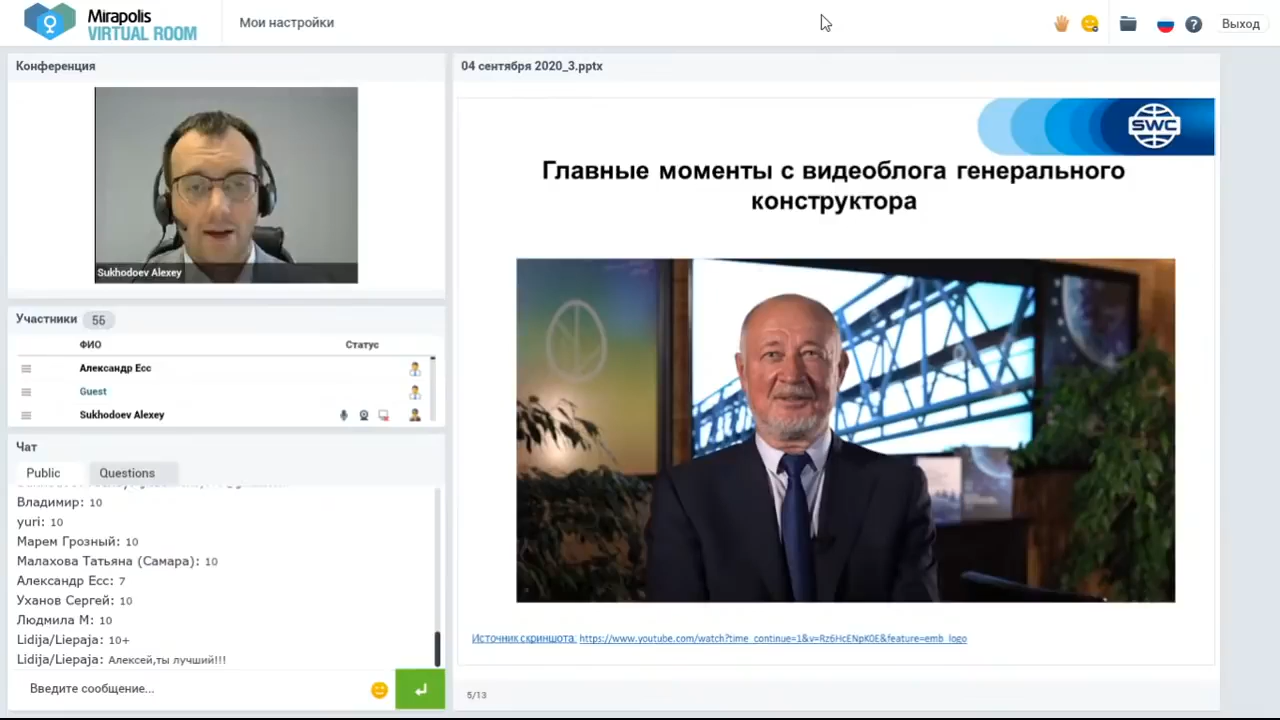 Mirapolis
VIRTUAL ROOM
Мои настройки
Выход
Конференция
Sukhodoev Alexey
Участники 55
ФИО Статус
Александр Есс
Guest
Sukhodoev Alexey
Чат
Public Questions
Владимир: 10
yuri: 10
Марем Грозный: 10
Малахова Татьяна (Самара): 10
Александр Есс: 7
Уханов Сергей: 10
Людмила М: 10
Lidija/Liepaja: 10+
Lidija/Liepaja: Алексей,ты лучший!!!
Введите сообщение...
04 сентября 2020_3.pptx
SWC
Главные моменты с видеоблога генерального
конструктора
Источник скриншота: https://www.youtube.com/watch?time_continue=1&v=Rz6HcENpK0E&feature=emb_logo
5/13